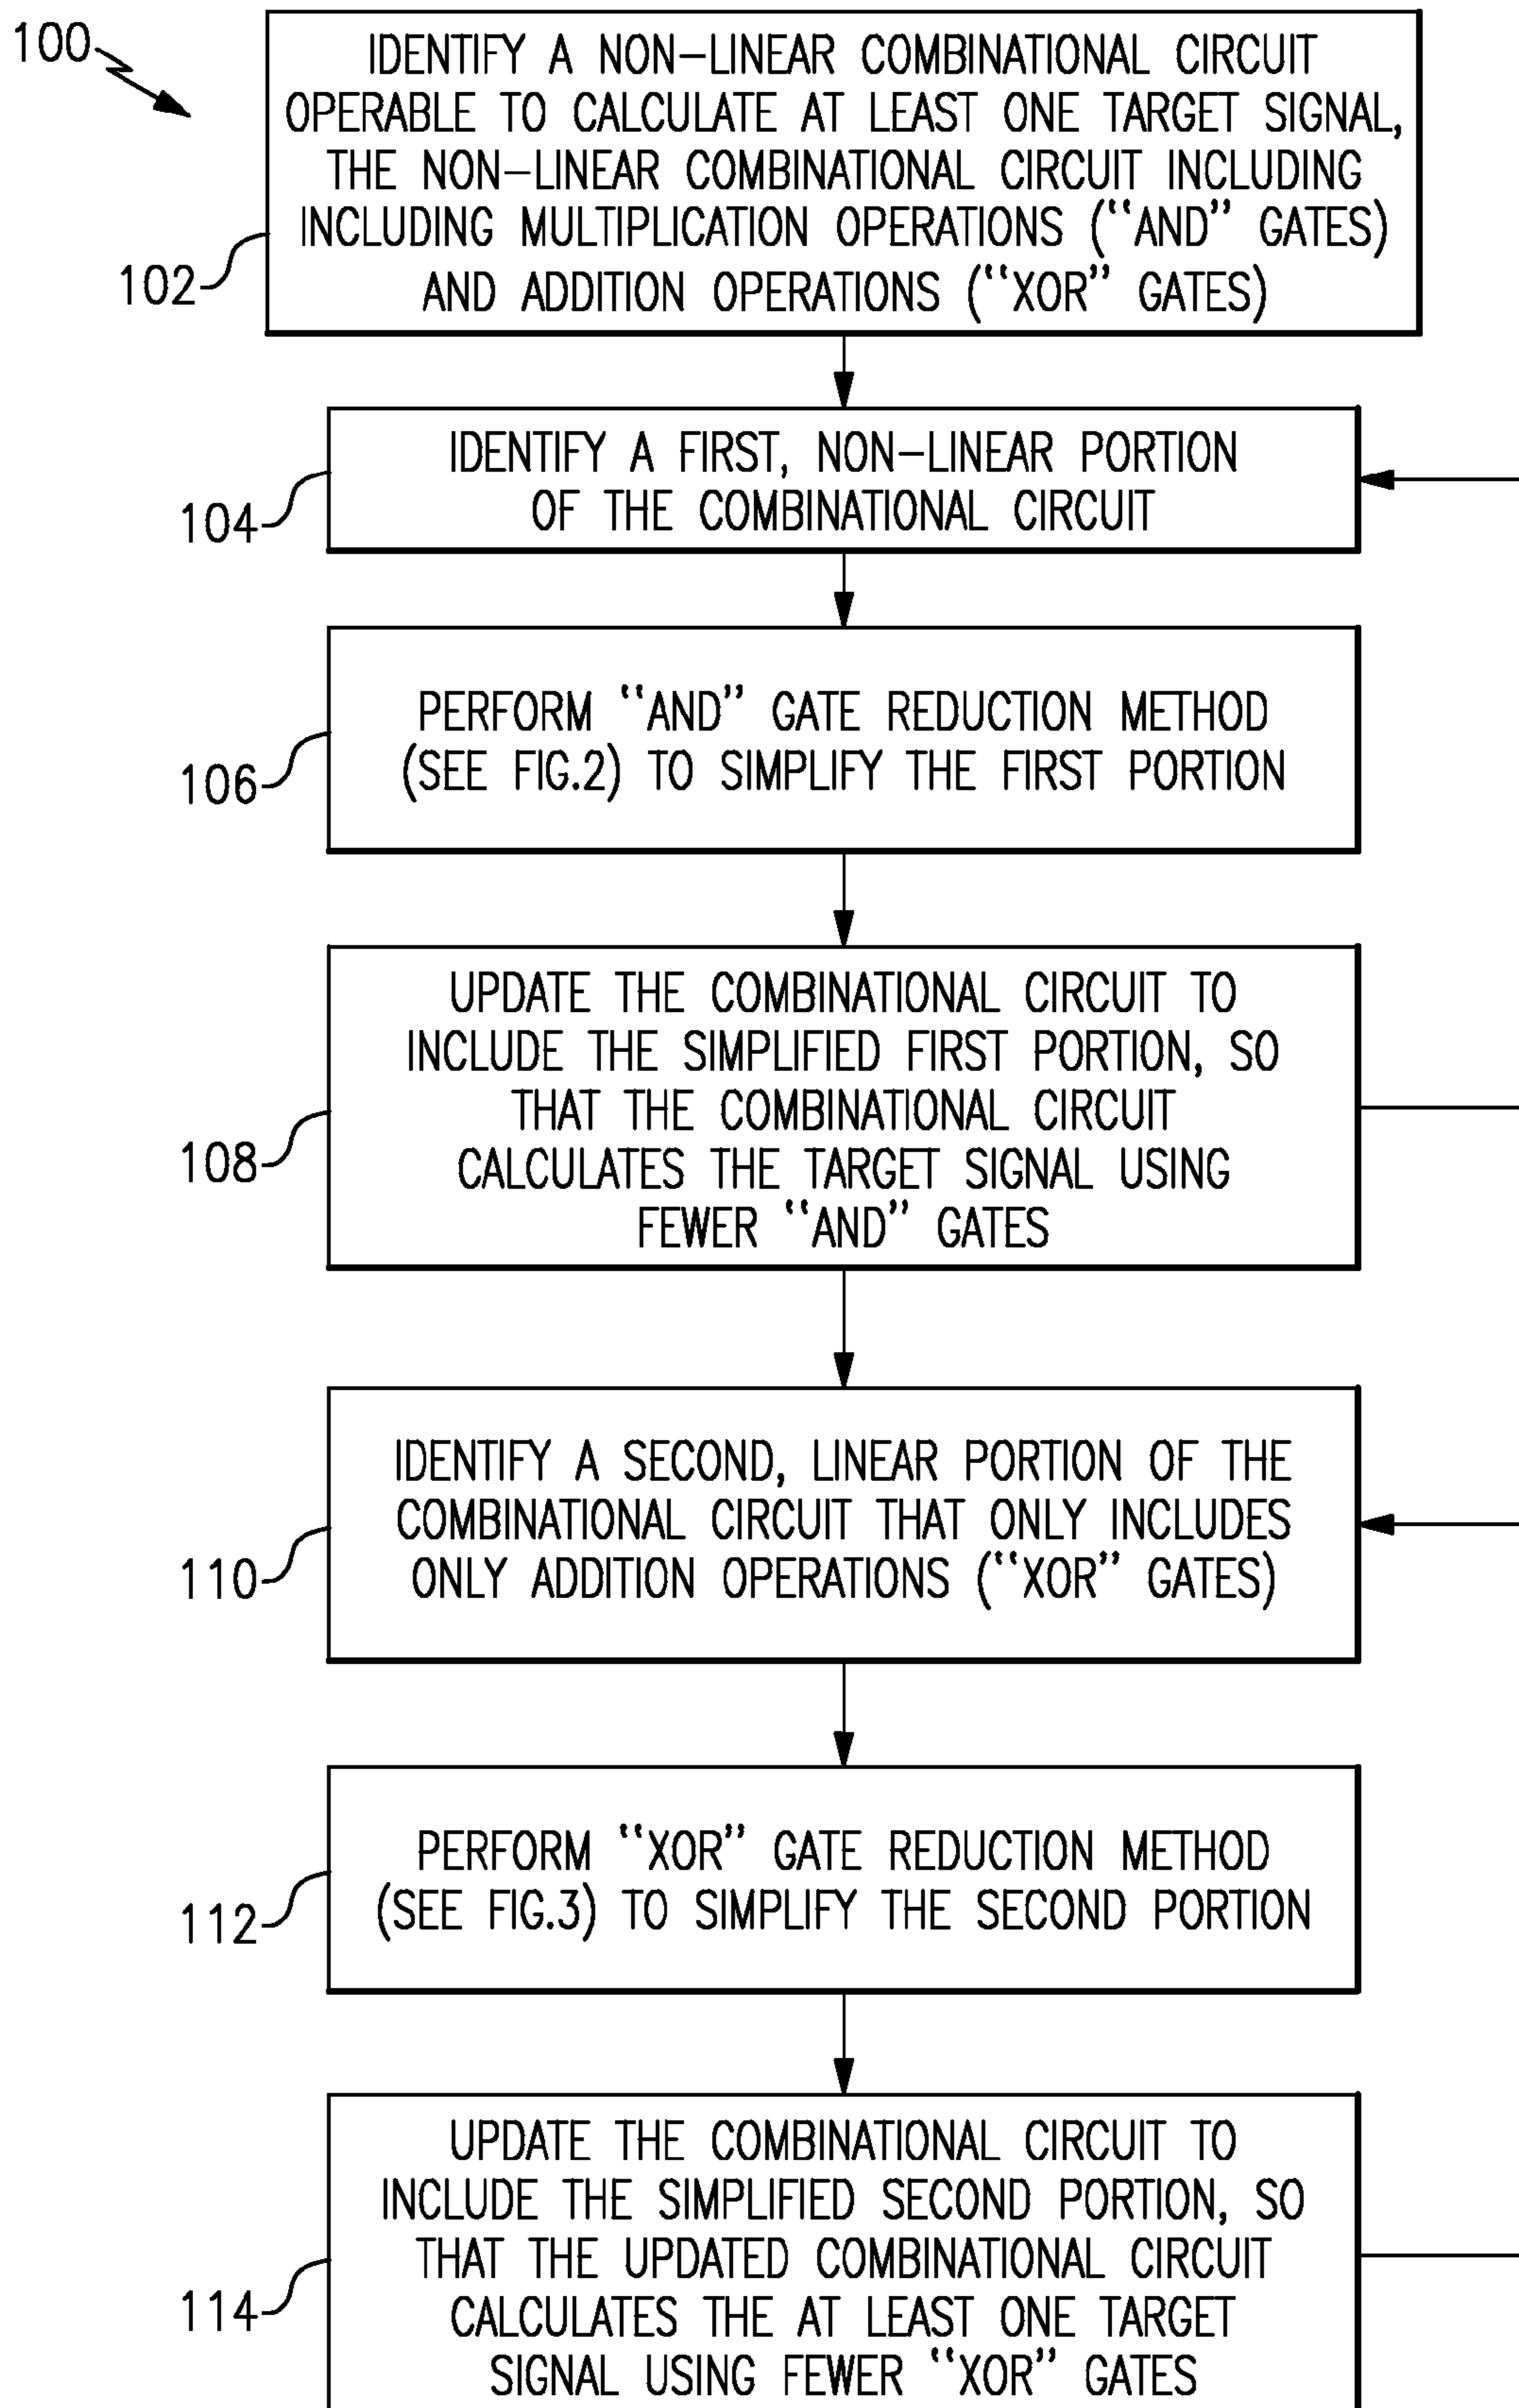 100
IDENTIFY A NON-LINEAR COMBINATIONAL CIRCUIT
OPERABLE TO CALCULATE AT LEAST ONE TARGET SIGNAL,
THE NON-LINEAR COMBINATIONAL CIRCUIT INCLUDING
INCLUDING MULTIPLICATION OPERATIONS (“AND” GATES)
AND ADDITION OPERATIONS (“XOR” GATES)
102
IDENTIFY A FIRST, NON-LINEAR PORTION
OF THE COMBINATIONAL CIRCUIT
104
PERFORM “AND” GATE REDUCTION METHOD
(SEE FIG.2) TO SIMPLIFY THE FIRST PORTION
106
UPDATE THE COMBINATIONAL CIRCUIT TO
INCLUDE THE SIMPLIFIED FIRST PORTION, SO
THAT THE COMBINATIONAL CIRCUIT
CALCULATES THE TARGET SIGNAL USING
FEWER “AND” GATES
108
IDENTIFY A SECOND, LINEAR PORTION OF THE
COMBINATIONAL CIRCUIT THAT ONLY INCLUDES
ONLY ADDITION OPERATIONS (“XOR” GATES)
110
PERFORM “XOR” GATE REDUCTION METHOD
(SEE FIG.3) TO SIMPLIFY THE SECOND PORTION
112
UPDATE THE COMBINATIONAL CIRCUIT TO
INCLUDE THE SIMPLIFIED SECOND PORTION, SO
THAT THE UPDATED COMBINATIONAL CIRCUIT
CALCULATES THE AT LEAST ONE TARGET
SIGNAL USING FEWER “XOR” GATES
114